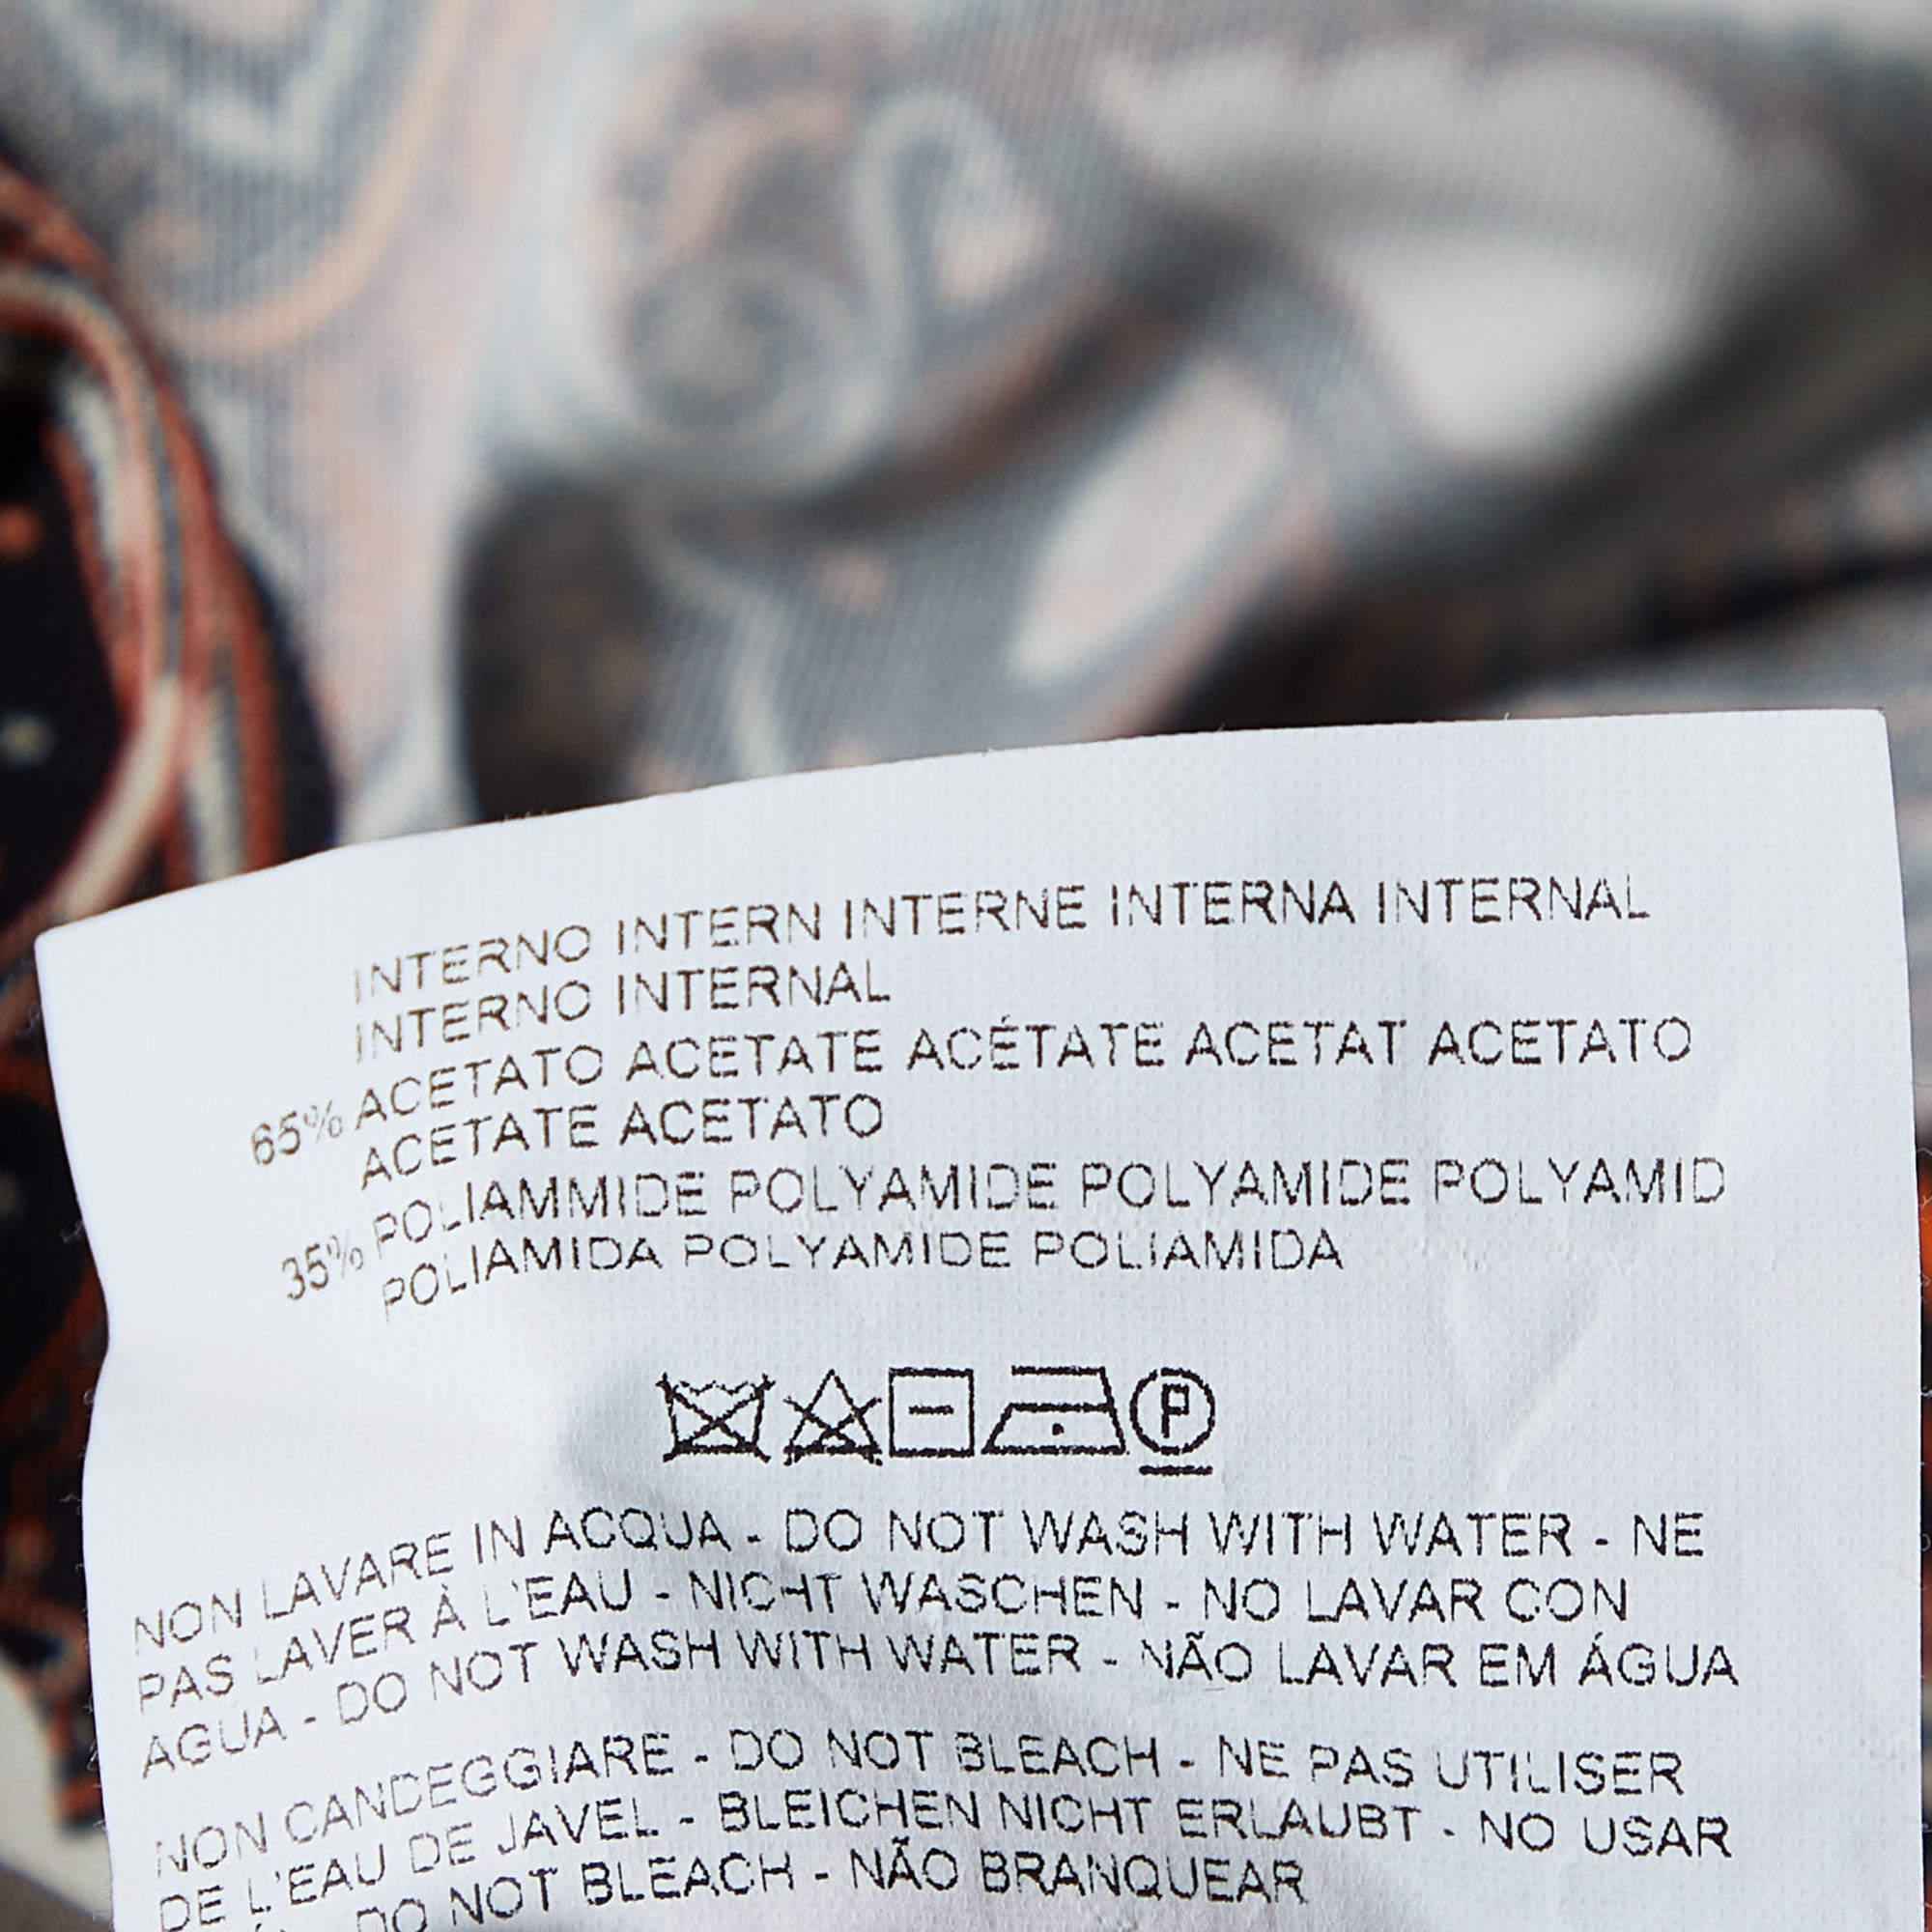 INTERNO INTERN INTERNE INTERNA INTERNAL
INTERNO INTERNAL
65% ACETATO ACETATE ACÉTATE ACETAT ACETATO
ACETATE ACETATO
35% POLIAMMIDE POLYAMIDE POLYAMIDE POLYAMID
POLIAMIDA POLYAMIDE POLIAMIDA
P
NON LAVARE IN ACQUA - DO NOT WASH WITH WATER - NE
PAS LAVER À L'EAU - NICHT WASCHEN - NO LAVAR CON
AGUA - DO NOT WASH WITH WATER - NÃO LAVAR EM ÁGUA
NON CANDEGGIARE - DO NOT BLEACH - NE PAS UTILISER
DE L'EAU DE JAVEL - BLEICHEN NICHT ERLAUBT - NO USAR
DO NOT BLEACH - NÃO BRANQUEAR